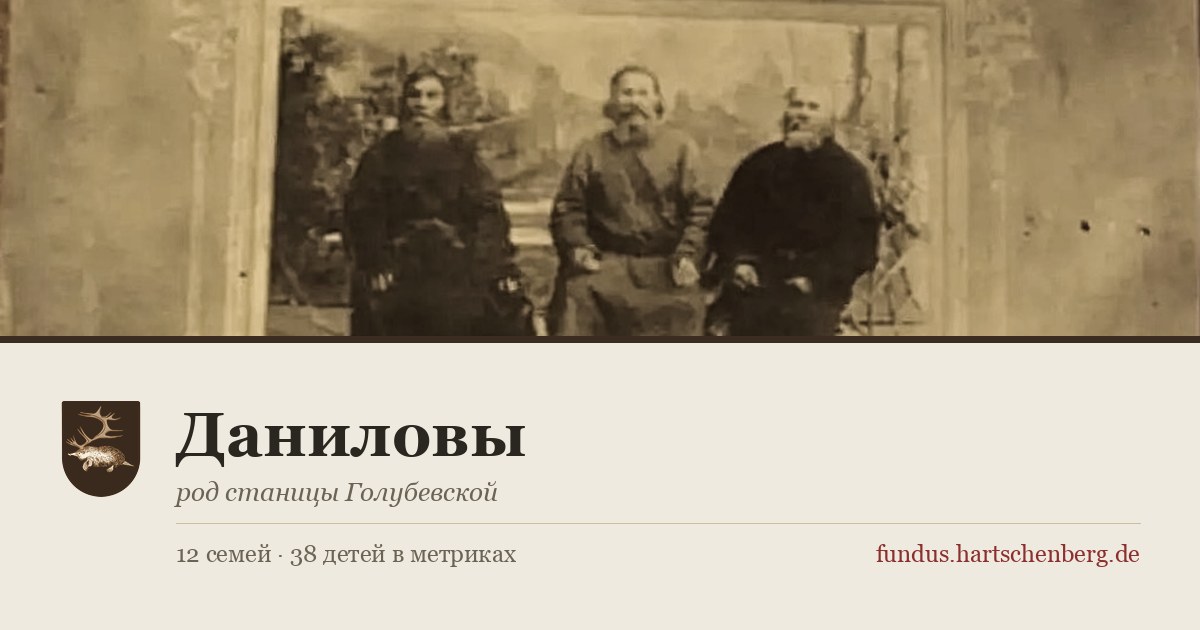 Даниловы
род станицы Голубевской
12 семей · 38 детей в метриках
fundus.hartschenberg.de